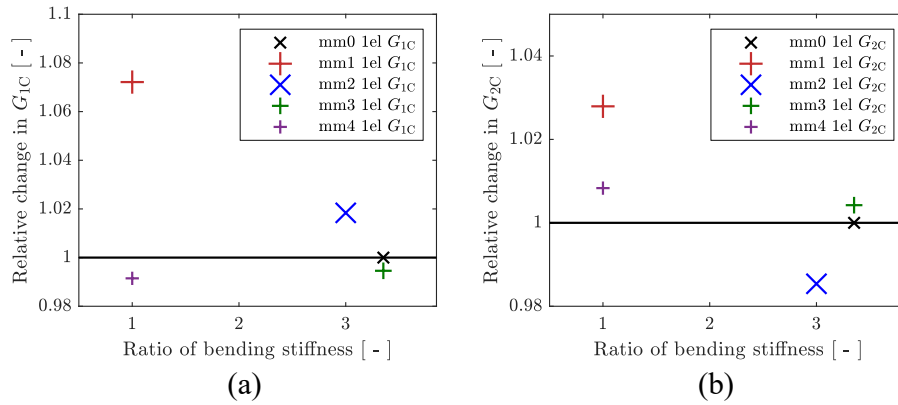 1.1
1.08
1.06
1.04
1.02
1
0.98
Relative change in G1C [ - ]
mm0 1el G1C
mm1 1el G1C
mm2 1el G1C
mm3 1el G1C
mm4 1el G1C
1 2 3
Ratio of bending stiffness [ - ]
(a)
1.04
1.02
1
0.98
Relative change in G2C [ - ]
mm0 1el G2C
mm1 1el G2C
mm2 1el G2C
mm3 1el G2C
mm4 1el G2C
1 2 3
Ratio of bending stiffness [ - ]
(b)